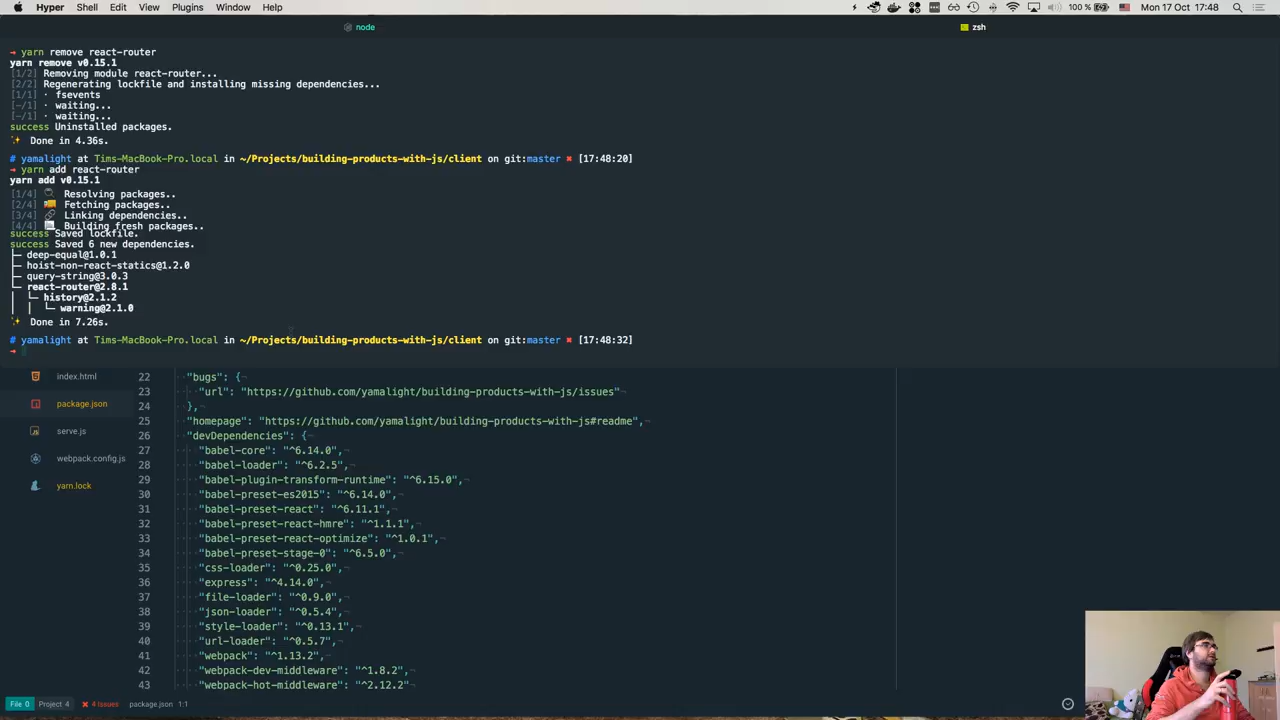 Hyper Shell Edit View Plugins Window Help 100 % Mon 17 Oct 17:48
node zsh
→ yarn remove react-router
yarn remove v0.15.1
[1/2] Removing module react-router...
[2/2] Regenerating lockfile and installing missing dependencies...
[1/1] · fsevents
[-/1] · waiting...
[-/1] · waiting...
success Uninstalled packages.
✨ Done in 4.36s.
# yamalight at Tims-MacBook-Pro.local in ~/Projects/building-products-with-js/client on git:master ✖ [17:48:20]
→ yarn add react-router
yarn add v0.15.1
[1/4] 🔍 Resolving packages..
[2/4] 🚚 Fetching packages..
[3/4] 🔗 Linking dependencies..
[4/4] 📃 Building fresh packages..
success Saved lockfile.
success Saved 6 new dependencies.
├─ deep-equal@1.0.1
├─ hoist-non-react-statics@1.2.0
├─ query-string@3.0.3
└─ react-router@2.8.1
│ └─ history@2.1.2
│ │ └─ warning@2.1.0
✨ Done in 7.26s.
# yamalight at Tims-MacBook-Pro.local in ~/Projects/building-products-with-js/client on git:master ✖ [17:48:32]
→
index.html
package.json
serve.js
webpack.config.js
yarn.lock
22 "bugs": {
23 "url": "https://github.com/yamalight/building-products-with-js/issues"
24 },
25 "homepage": "https://github.com/yamalight/building-products-with-js#readme",
26 "devDependencies": {
27 "babel-core": "^6.14.0",
28 "babel-loader": "^6.2.5",
29 "babel-plugin-transform-runtime": "^6.15.0",
30 "babel-preset-es2015": "^6.14.0",
31 "babel-preset-react": "^6.11.1",
32 "babel-preset-react-hmre": "^1.1.1",
33 "babel-preset-react-optimize": "^1.0.1",
34 "babel-preset-stage-0": "^6.5.0",
35 "css-loader": "^0.25.0",
36 "express": "^4.14.0",
37 "file-loader": "^0.9.0",
38 "json-loader": "^0.5.4",
39 "style-loader": "^0.13.1",
40 "url-loader": "^0.5.7",
41 "webpack": "^1.13.2",
42 "webpack-dev-middleware": "^1.8.2",
43 "webpack-hot-middleware": "^2.12.2"
File 0 Project 4 ✖ 4 Issues package.json 1:1